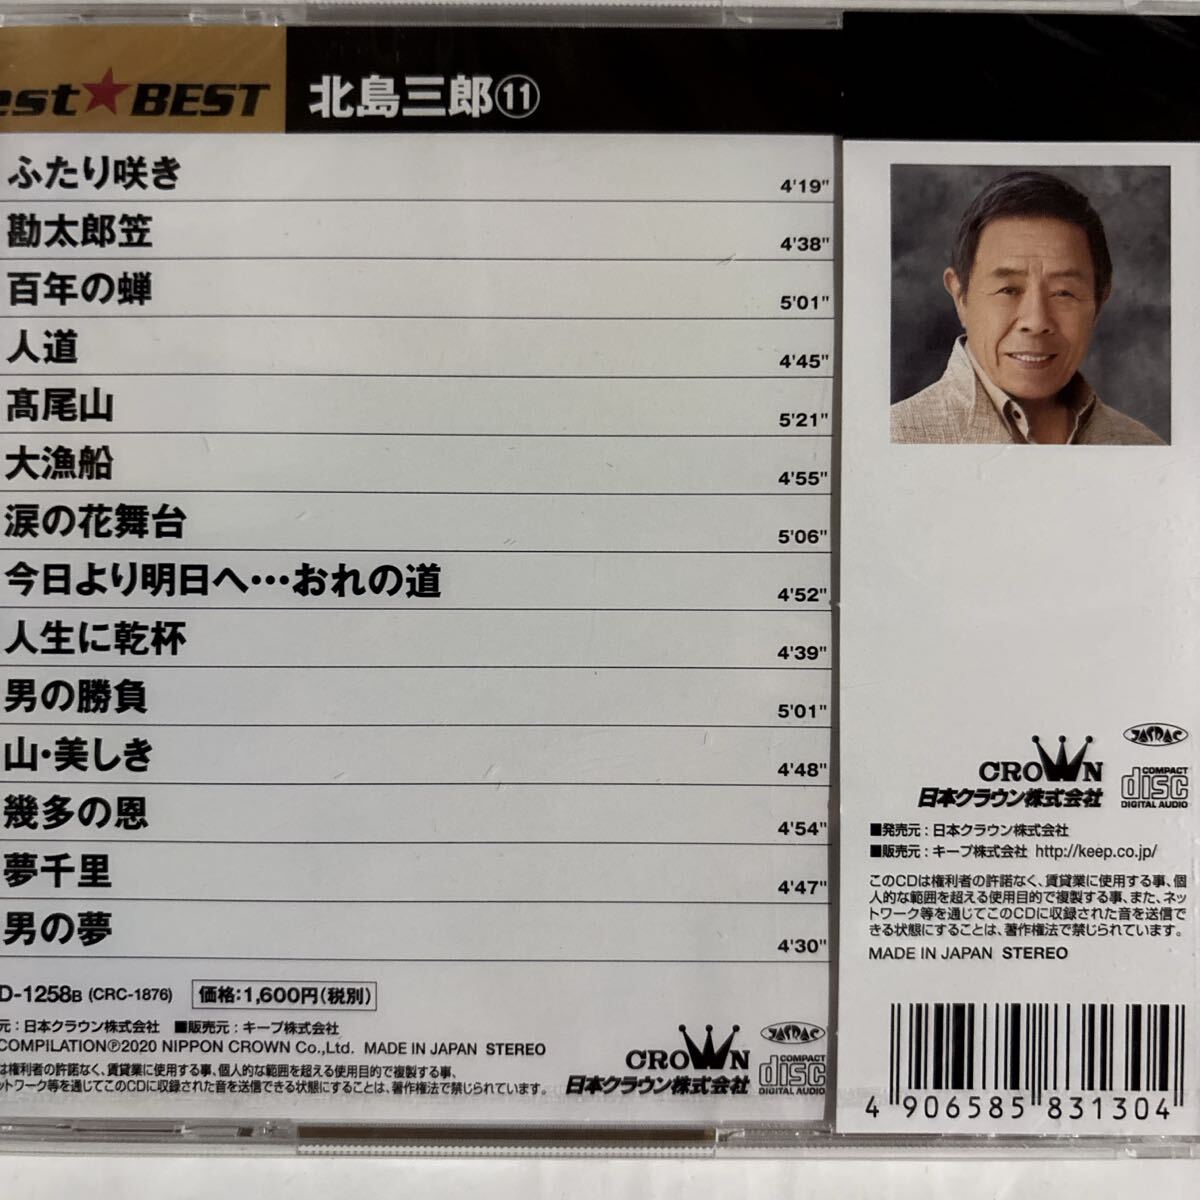 est★BEST 北島三郎⑪
ふたり咲き 4'19"
勘太郎笠 4'38"
百年の蝉 5'01"
人道 4'45"
髙尾山 5'21"
大漁船 4'55"
涙の花舞台 5'06"
今日より明日へ…おれの道 4'52"
人生に乾杯 4'39"
男の勝負 5'01"
山・美しき 4'48"
幾多の恩 4'54"
夢千里 4'47"
男の夢 4'30"
D-1258B (CRC-1876) 価格:1,600円(税別)
元:日本クラウン株式会社 ■販売元:キープ株式会社
COMPILATION℗2020 NIPPON CROWN Co.,Ltd. MADE IN JAPAN STEREO
は権利者の許諾なく、賃貸業に使用する事、個人的な範囲を超える使用目的で複製する事、
ットワーク等を通じてこのCDに収録された音を送信できる状態にすることは、著作権法で禁じられています。
CROWN
日本クラウン株式会社
JASRAC
COMPACT
disc
DIGITAL AUDIO
CROWN
日本クラウン株式会社
JASRAC
COMPACT
disc
DIGITAL AUDIO
■発売元:日本クラウン株式会社
■販売元:キープ株式会社 http://keep.co.jp/
このCDは権利者の許諾なく、賃貸業に使用する事、個
人的な範囲を超える使用目的で複製する事、また、ネッ
トワーク等を通じてこのCDに収録された音を送信で
きる状態にすることは、著作権法で禁じられています。
MADE IN JAPAN STEREO
4 906585 831304